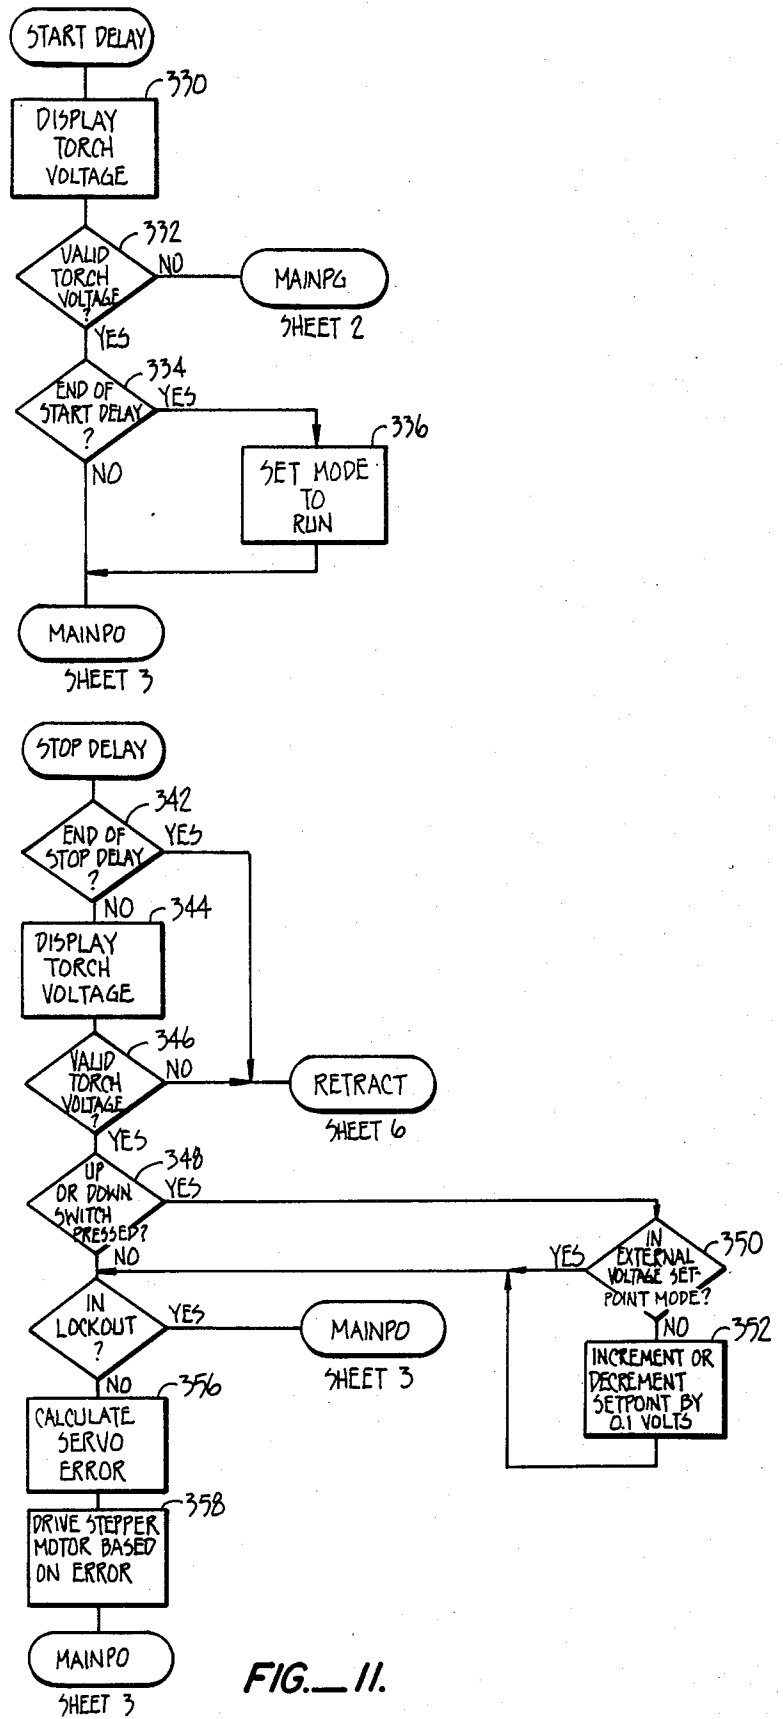 START DELAY
330
DISPLAY
TORCH
VOLTAGE
332
VALID
TORCH
VOLTAGE
?
NO
MAINPG
SHEET 2
YES
334
END OF
START DELAY
?
YES
336
SET MODE
TO
RUN
NO
MAINPO
SHEET 3
STOP DELAY
342
END OF
STOP DELAY
?
YES
NO
344
DISPLAY
TORCH
VOLTAGE
346
VALID
TORCH
VOLTAGE
?
NO
RETRACT
SHEET 6
YES
348
UP
OR DOWN
SWITCH
PRESSED?
YES
350
IN
EXTERNAL
VOLTAGE SET-
POINT MODE?
YES
NO
NO
352
INCREMENT OR
DECREMENT
SETPOINT BY
0.1 VOLTS
IN
LOCKOUT
?
YES
MAINPO
SHEET 3
NO
356
CALCULATE
SERVO
ERROR
358
DRIVE STEPPER
MOTOR BASED
ON ERROR
MAINPO
SHEET 3
FIG.__11.